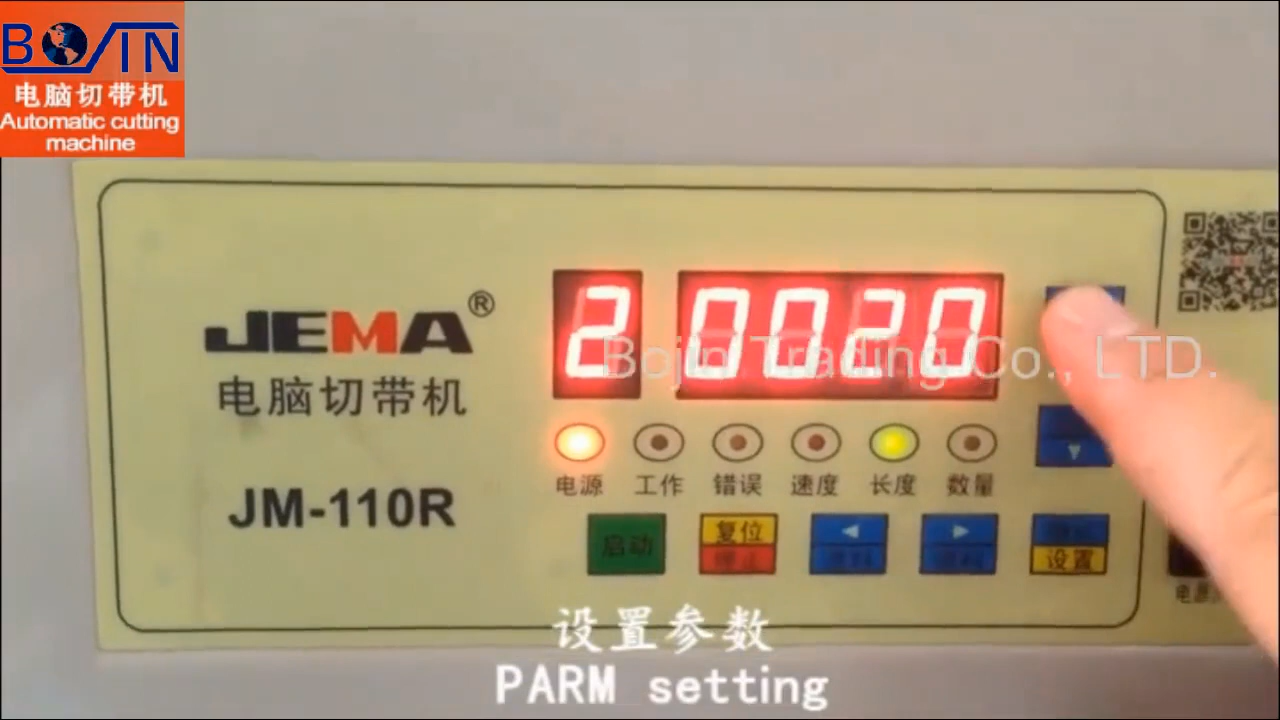 BOJIN
电脑切带机
Automatic cutting
machine
JEMA®
电脑切带机
JM-110R
2 0020
Bojin Trading Co., LTD.
电源 工作 错误 速度 长度 数量
启动 复位 停止 设置
设置参数
PARM setting